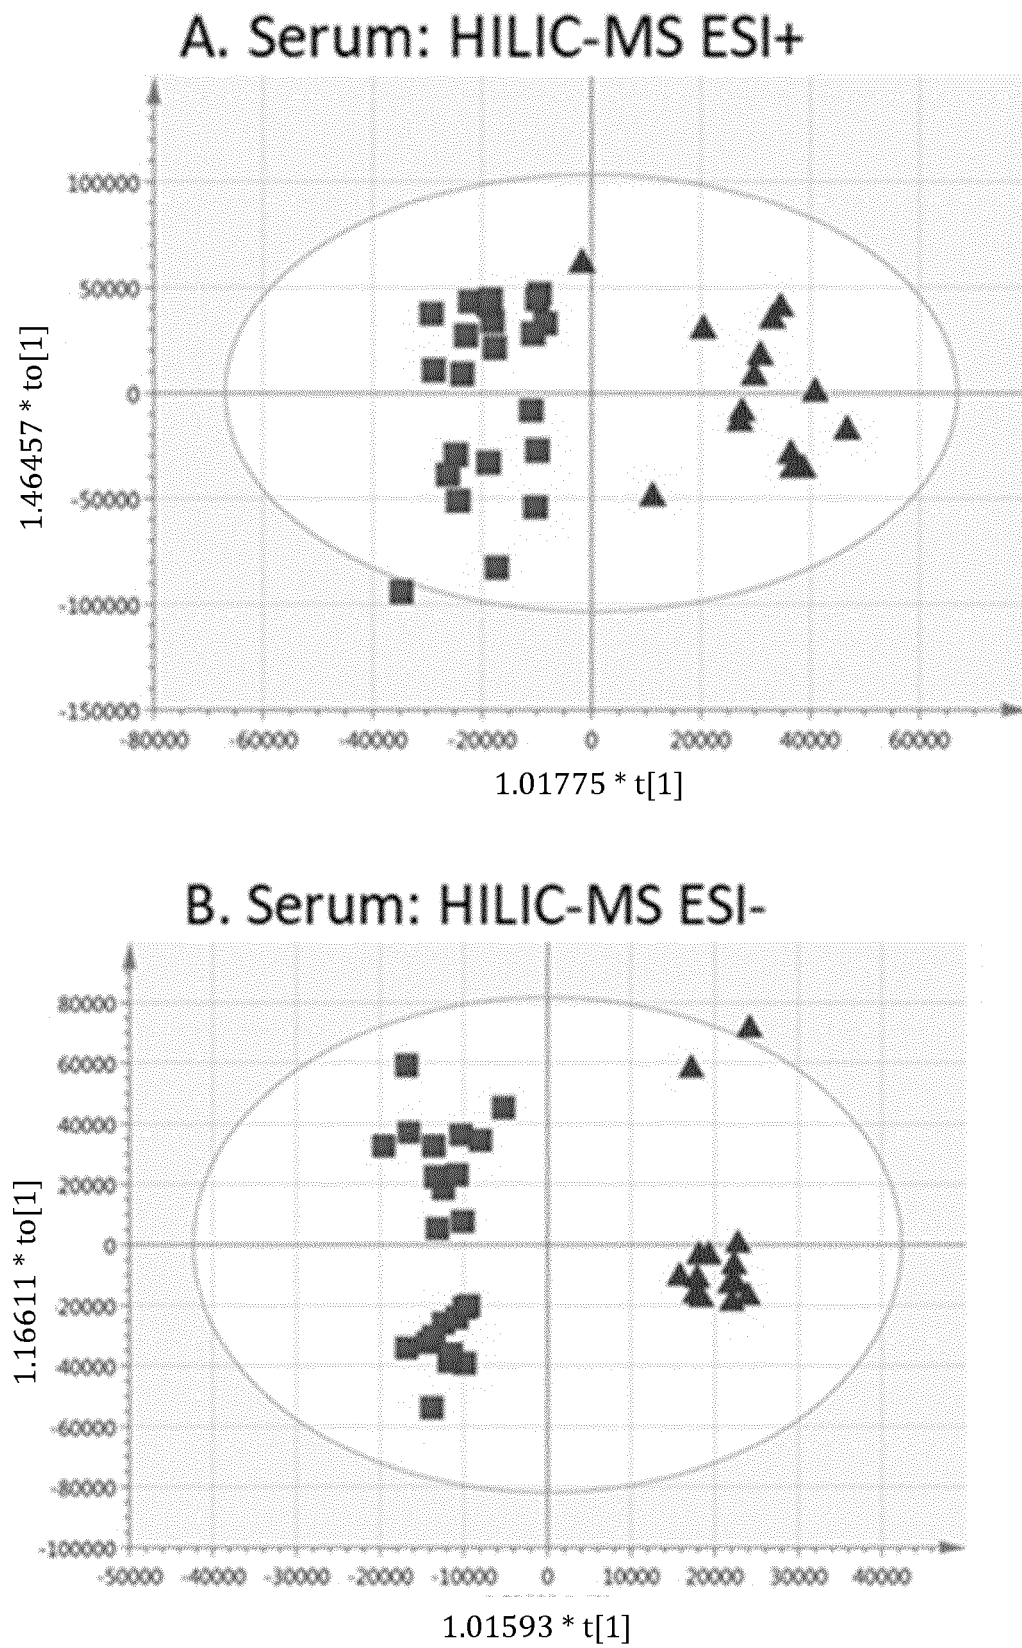 A. Serum: HILIC-MS ESI+
100000
50000
0
-50000
-100000
-150000
1.46457 * to[1]
-80000 -60000 -40000 -20000 0 20000 40000 60000
1.01775 * t[1]
B. Serum: HILIC-MS ESI-
80000
60000
40000
20000
0
-20000
-40000
-60000
-80000
-100000
1.16611 * to[1]
-50000 -40000 -30000 -20000 -10000 0 10000 20000 30000 40000
1.01593 * t[1]